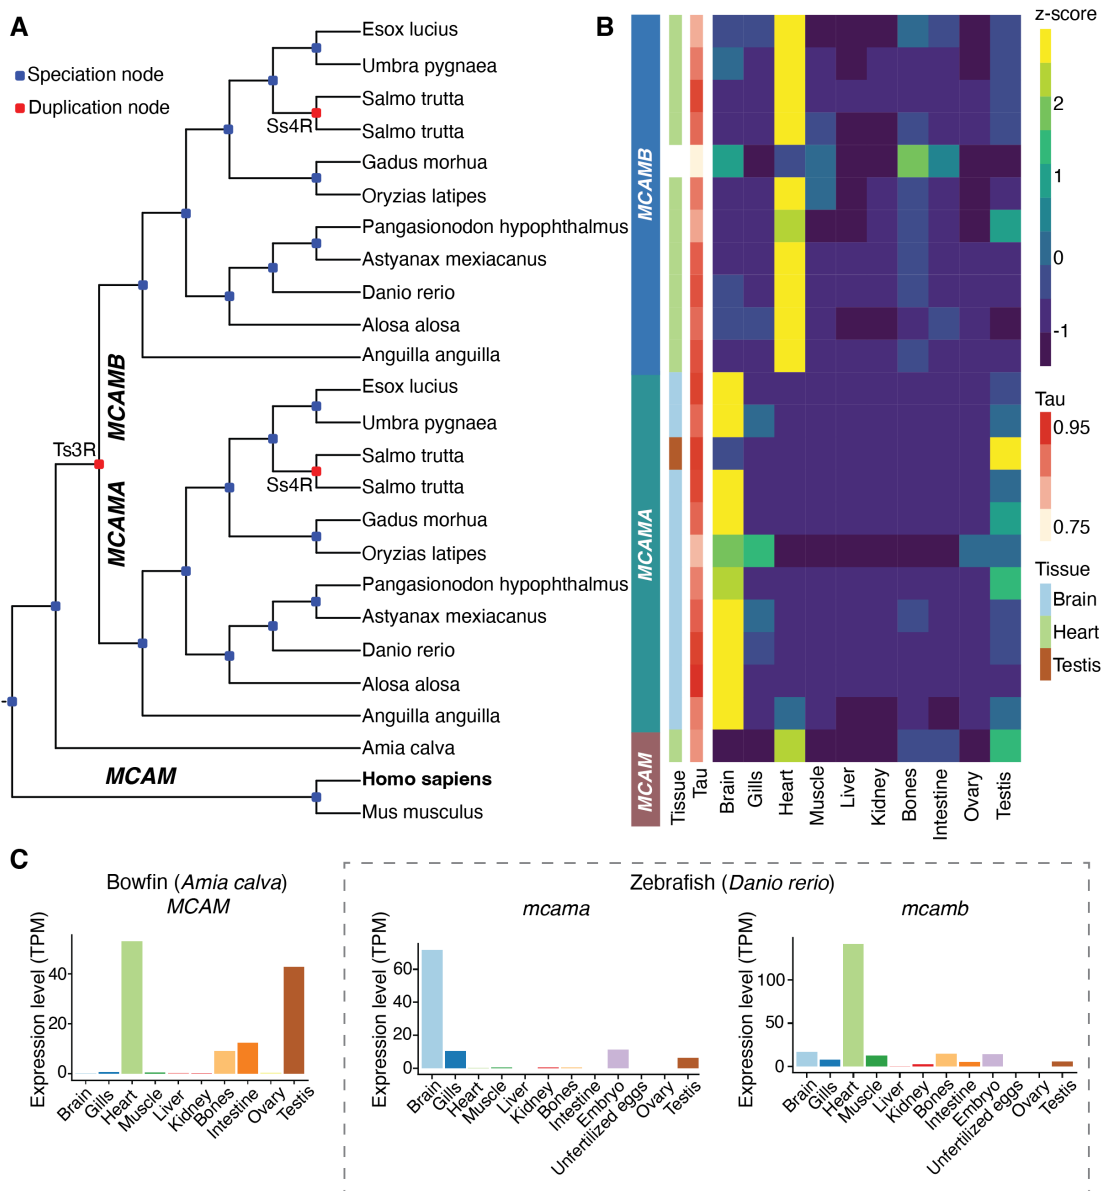 A
Speciation node
Duplication node
Esox lucius
Umbra pygnaea
Salmo trutta
Ss4R
Salmo trutta
Gadus morhua
Oryzias latipes
Pangasionodon hypophthalmus
Astyanax mexiacanus
Danio rerio
Alosa alosa
Anguilla anguilla
MCAMB
Ts3R
MCAMA
Esox lucius
Umbra pygnaea
Salmo trutta
Ss4R
Salmo trutta
Gadus morhua
Oryzias latipes
Pangasionodon hypophthalmus
Astyanax mexiacanus
Danio rerio
Alosa alosa
Anguilla anguilla
Amia calva
MCAM
Homo sapiens
Mus musculus
B
MCAMB
MCAMA
MCAM
Tissue
Tau
Brain
Gills
Heart
Muscle
Liver
Kidney
Bones
Intestine
Ovary
Testis
z-score
2
1
0
-1
Tau
0.95
0.75
Tissue
Brain
Heart
Testis
C
Bowfin (Amia calva)
MCAM
Expression level (TPM)
40
20
0
Brain
Gills
Heart
Muscle
Liver
Kidney
Bones
Intestine
Ovary
Testis
Zebrafish (Danio rerio)
mcama
Expression level (TPM)
60
40
20
0
Brain
Gills
Heart
Muscle
Liver
Kidney
Bones
Intestine
Embryo
Unfertilized eggs
Ovary
Testis
mcamb
Expression level (TPM)
100
50
0
Brain
Gills
Heart
Muscle
Liver
Kidney
Bones
Intestine
Embryo
Unfertilized eggs
Ovary
Testis